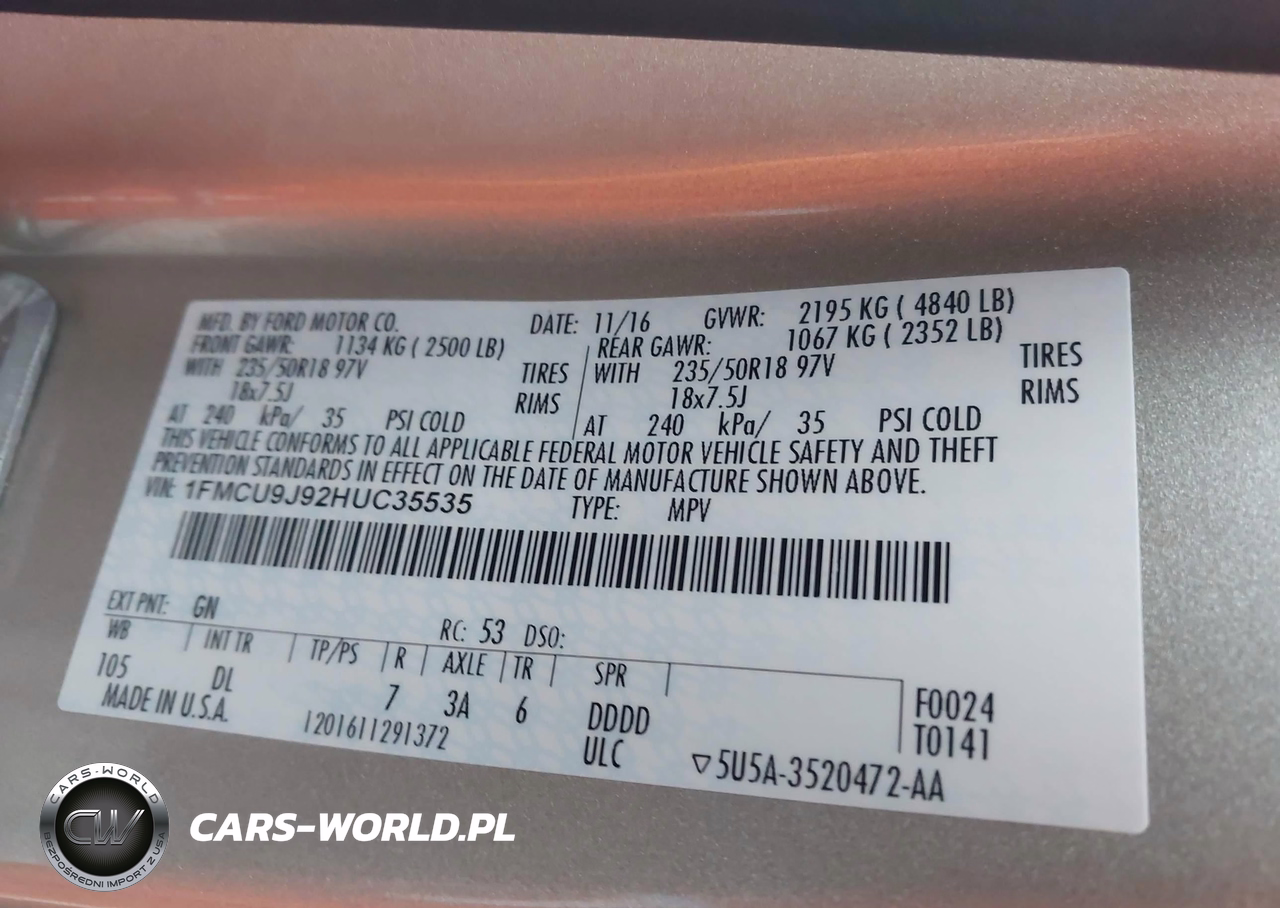 MFD. BY FORD MOTOR CO. DATE: 11/16 GVWR: 2195 KG ( 4840 LB)
FRONT GAWR: 1134 KG ( 2500 LB) REAR GAWR: 1067 KG ( 2352 LB)
WITH 235/50R18 97V TIRES WITH 235/50R18 97V TIRES
18x7.5J RIMS 18x7.5J RIMS
AT 240 kPa/ 35 PSI COLD AT 240 kPa/ 35 PSI COLD
THIS VEHICLE CONFORMS TO ALL APPLICABLE FEDERAL MOTOR VEHICLE SAFETY AND THEFT
PREVENTION STANDARDS IN EFFECT ON THE DATE OF MANUFACTURE SHOWN ABOVE.
VIN: 1FMCU9J92HUC35535 TYPE: MPV
EXT PNT: GN RC: 53 DSO:
WB INT TR TP/PS R AXLE TR SPR
105 DL 7 3A 6 DDDD F0024
MADE IN U.S.A. 1201611291372 ULC T0141
▽5U5A-3520472-AA
CARS-WORLD
CW
BEZPOŚREDNI IMPORT Z USA
CARS-WORLD.PL